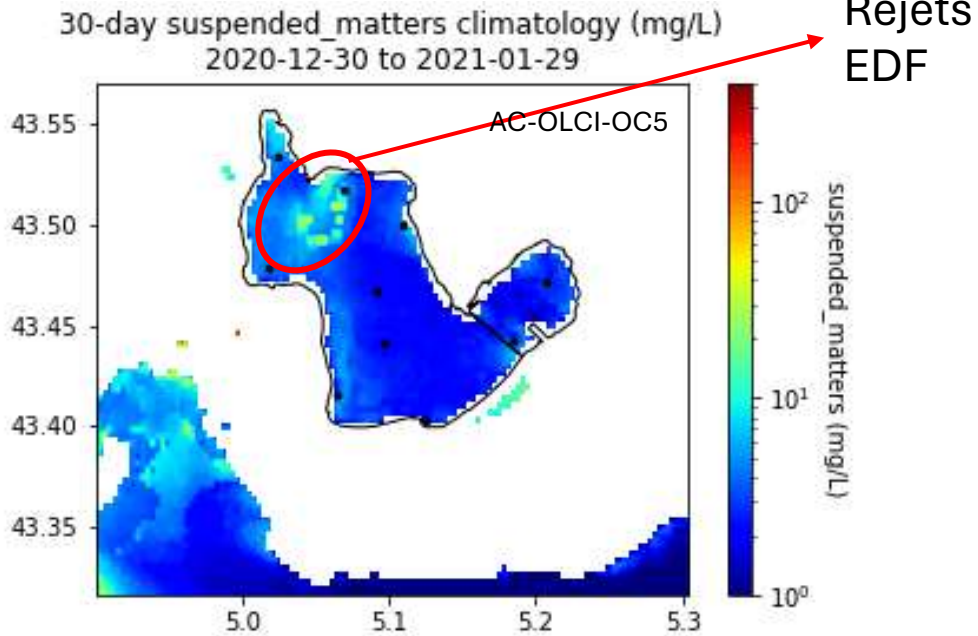 30-day suspended_matters climatology (mg/L)
2020-12-30 to 2021-01-29
Rejets
EDF
AC-OLCI-OC5
43.55
43.50
43.45
43.40
43.35
5.0
5.1
5.2
5.3
10²
10¹
10⁰
suspended_matters (mg/L)